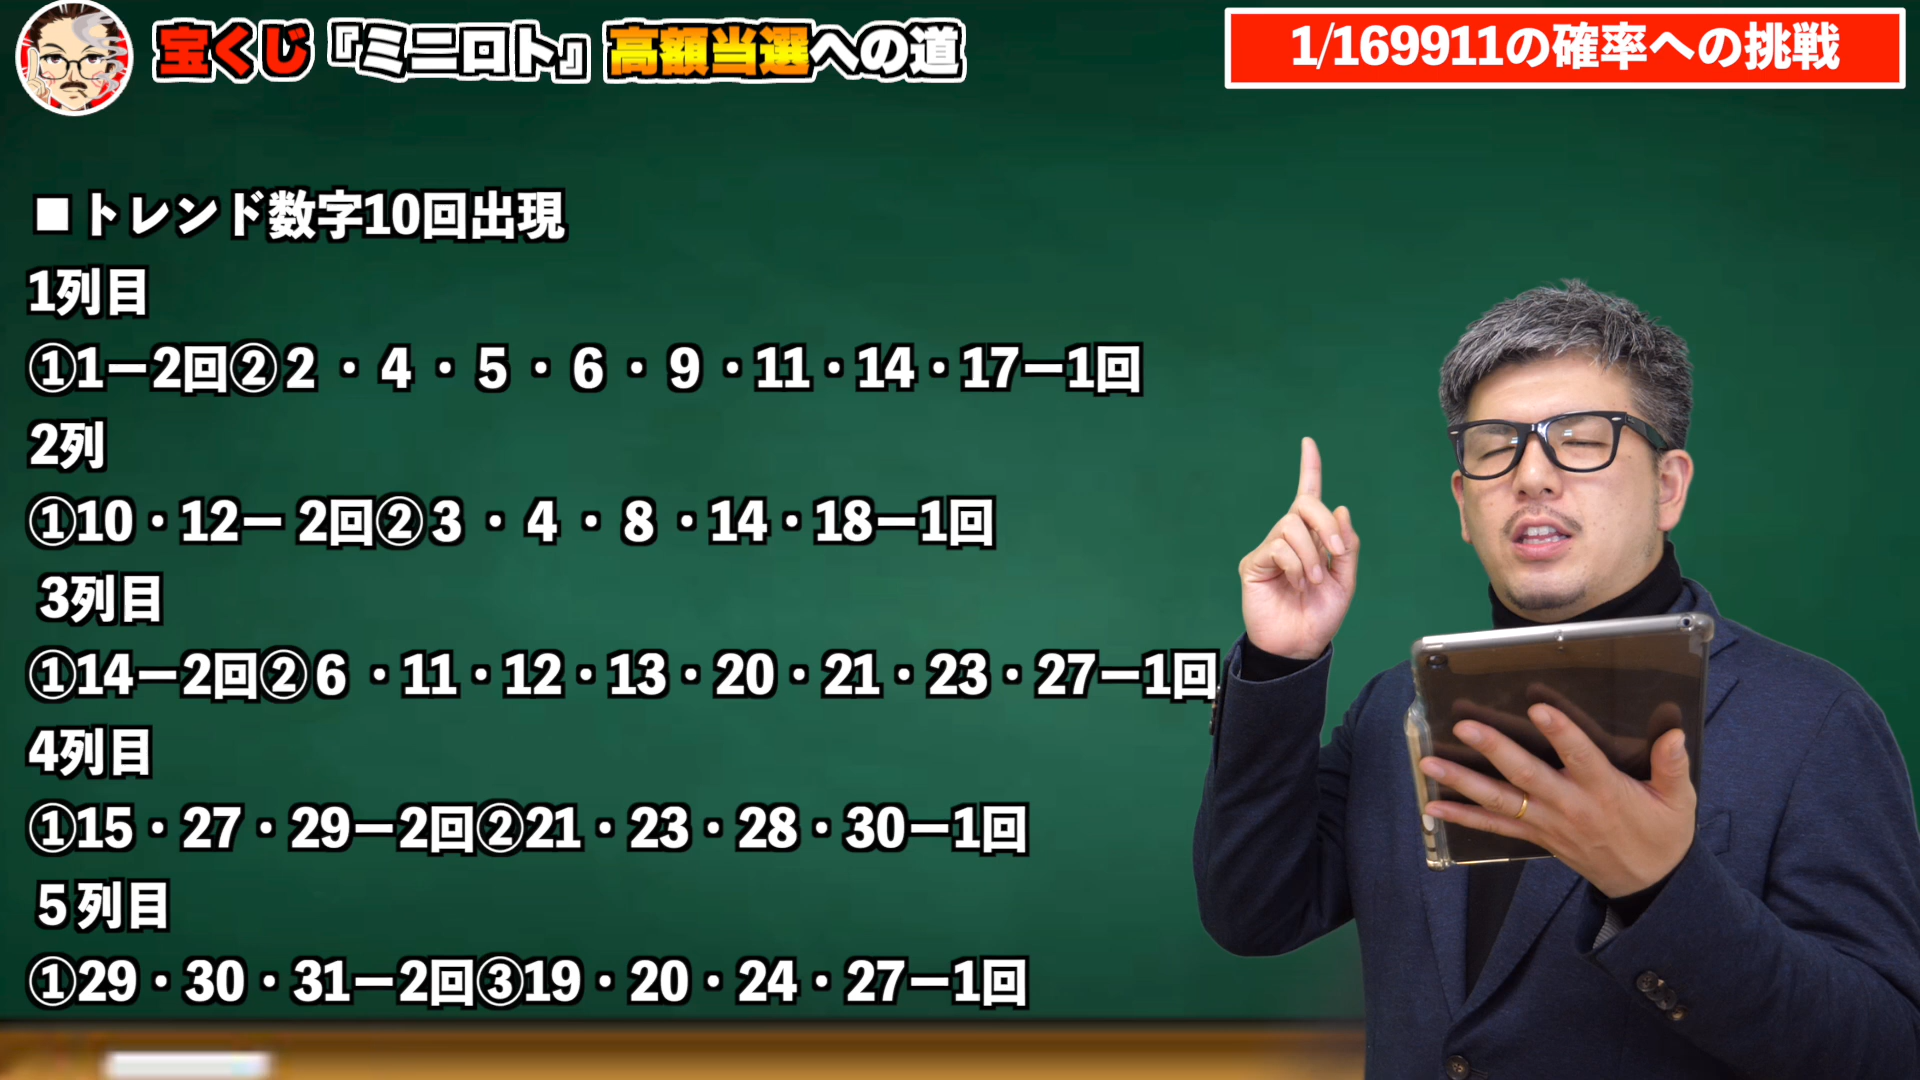 宝くじ『ミニロト』高額当選への道
1/169911の確率への挑戦
■トレンド数字10回出現
1列目
①1ー2回②2・4・5・6・9・11・14・17ー1回
2列
①10・12ー 2回②3・4・8・14・18ー1回
3列目
①14ー2回②6・11・12・13・20・21・23・27ー1回
4列目
①15・27・29ー2回②21・23・28・30ー1回
５列目
①29・30・31ー2回③19・20・24・27ー1回